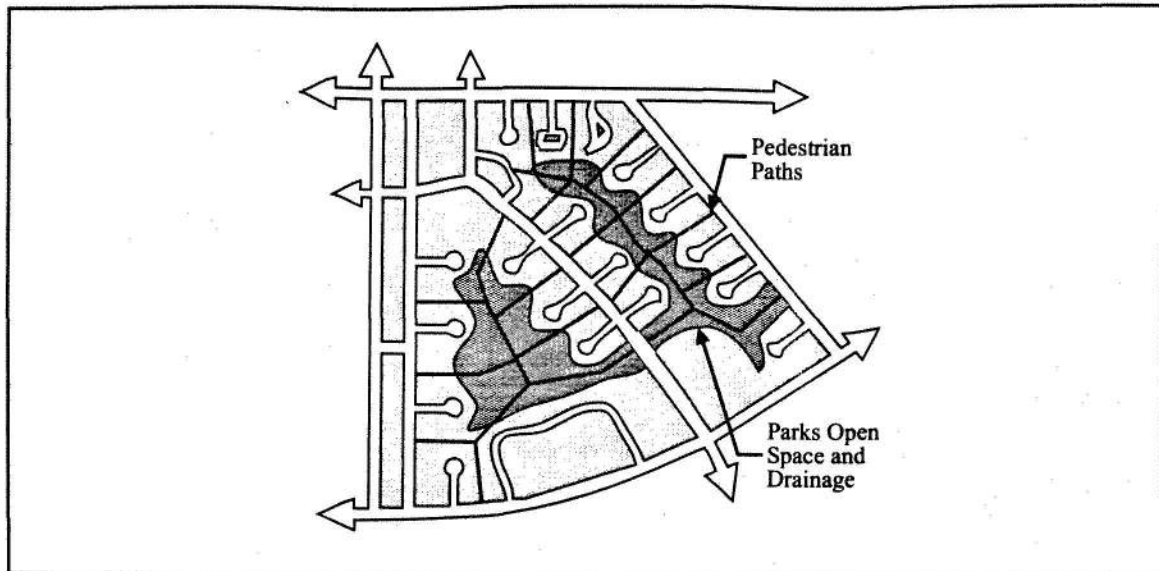 Pedestrian
Paths
Parks Open
Space and
Drainage